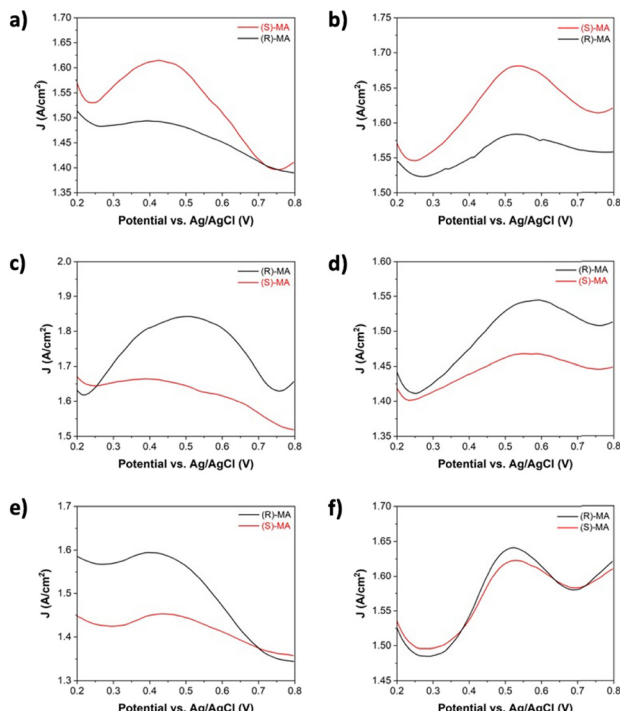 a)
(S)-MA
(R)-MA
J (A/cm²)
1.70
1.65
1.60
1.55
1.50
1.45
1.40
1.35
0.2 0.3 0.4 0.5 0.6 0.7 0.8
Potential vs. Ag/AgCl (V)
b)
(S)-MA
(R)-MA
J (A/cm²)
1.75
1.70
1.65
1.60
1.55
1.50
0.2 0.3 0.4 0.5 0.6 0.7 0.8
Potential vs. Ag/AgCl (V)
c)
(R)-MA
(S)-MA
J (A/cm²)
2.0
1.9
1.8
1.7
1.6
1.5
0.2 0.3 0.4 0.5 0.6 0.7 0.8
Potential vs. Ag/AgCl (V)
d)
(R)-MA
(S)-MA
J (A/cm²)
1.60
1.55
1.50
1.45
1.40
1.35
0.2 0.3 0.4 0.5 0.6 0.7 0.8
Potential vs. Ag/AgCl (V)
e)
(R)-MA
(S)-MA
J (A/cm²)
1.7
1.6
1.5
1.4
1.3
0.2 0.3 0.4 0.5 0.6 0.7 0.8
Potential vs. Ag/AgCl (V)
f)
(R)-MA
(S)-MA
J (A/cm²)
1.70
1.65
1.60
1.55
1.50
1.45
0.2 0.3 0.4 0.5 0.6 0.7 0.8
Potential vs. Ag/AgCl (V)